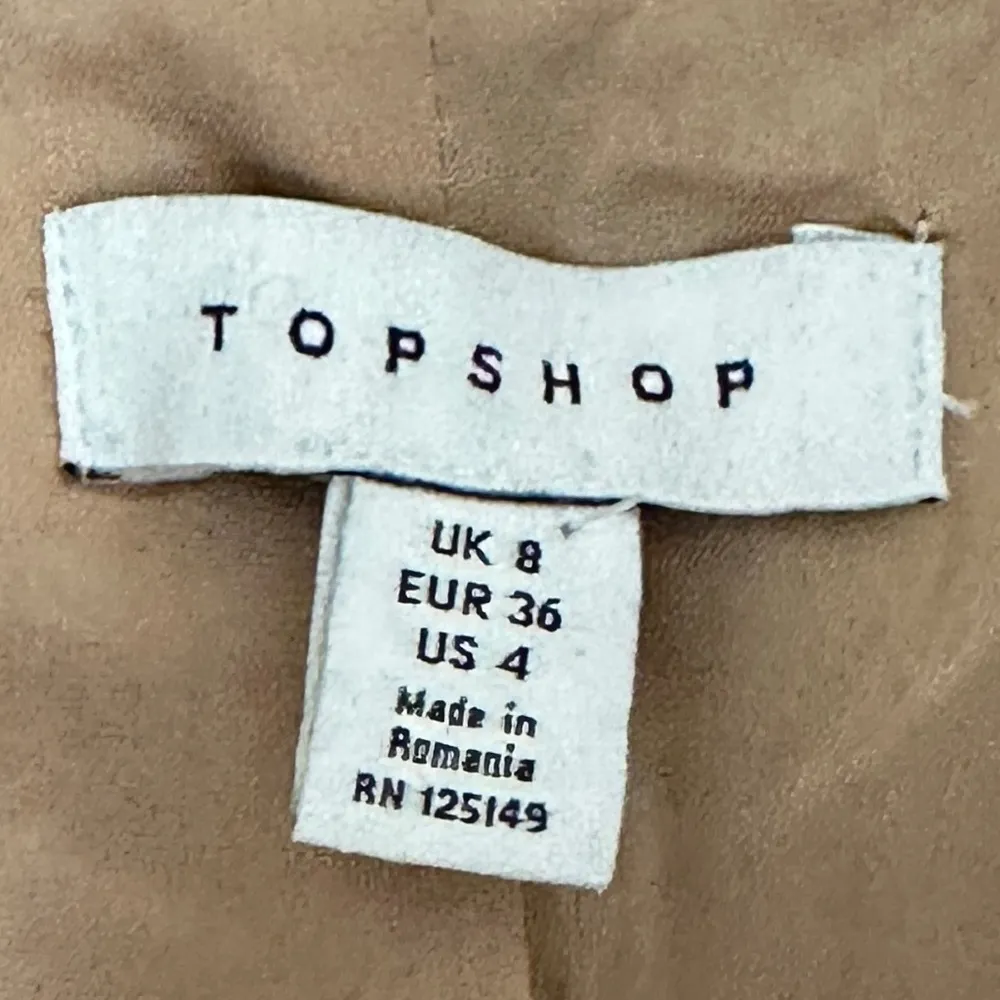 TOPSHOP
UK 8
EUR 36
US 4
Made in
Romania
RN 125149